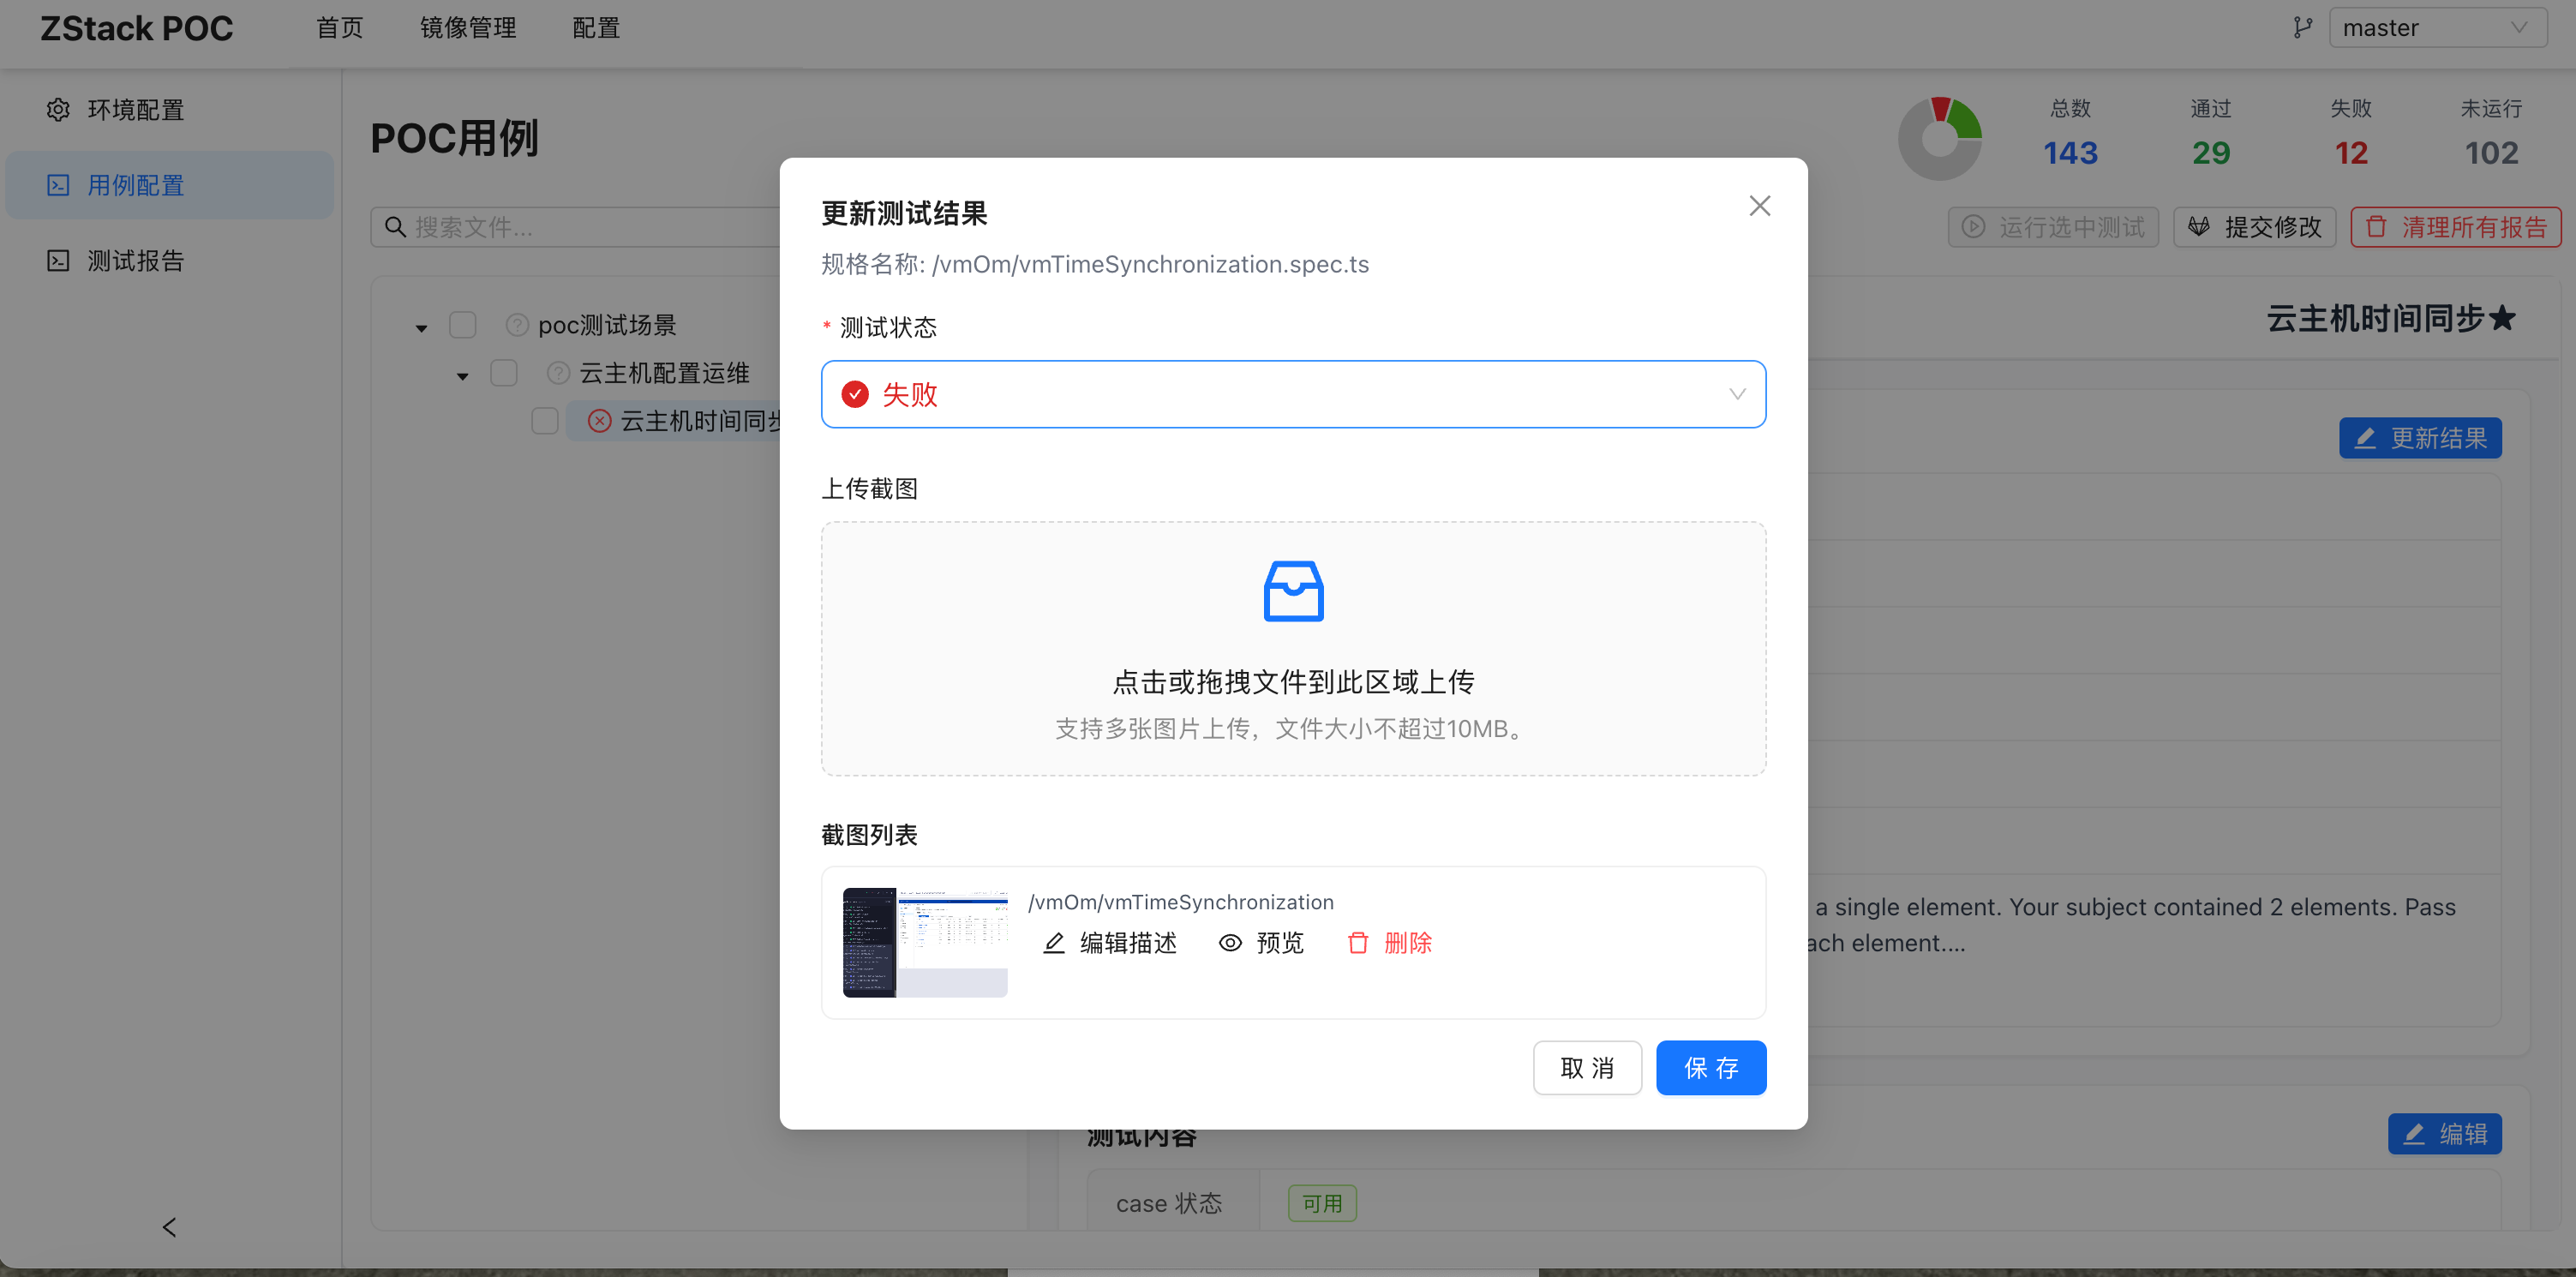 ZStack POC
首页
镜像管理
配置
master
环境配置
用例配置
测试报告
POC用例
总数
143
通过
29
失败
12
未运行
102
搜索文件...
运行选中测试
提交修改
清理所有报告
poc测试场景
云主机配置运维
云主机时间同步
云主机时间同步★
更新结果
a single element. Your subject contained 2 elements. Pass
ach element....
测试内容
编辑
case 状态
可用
更新测试结果
规格名称: /vmOm/vmTimeSynchronization.spec.ts
* 测试状态
失败
上传截图
点击或拖拽文件到此区域上传
支持多张图片上传，文件大小不超过10MB。
截图列表
/vmOm/vmTimeSynchronization
编辑描述
预览
删除
取 消
保 存